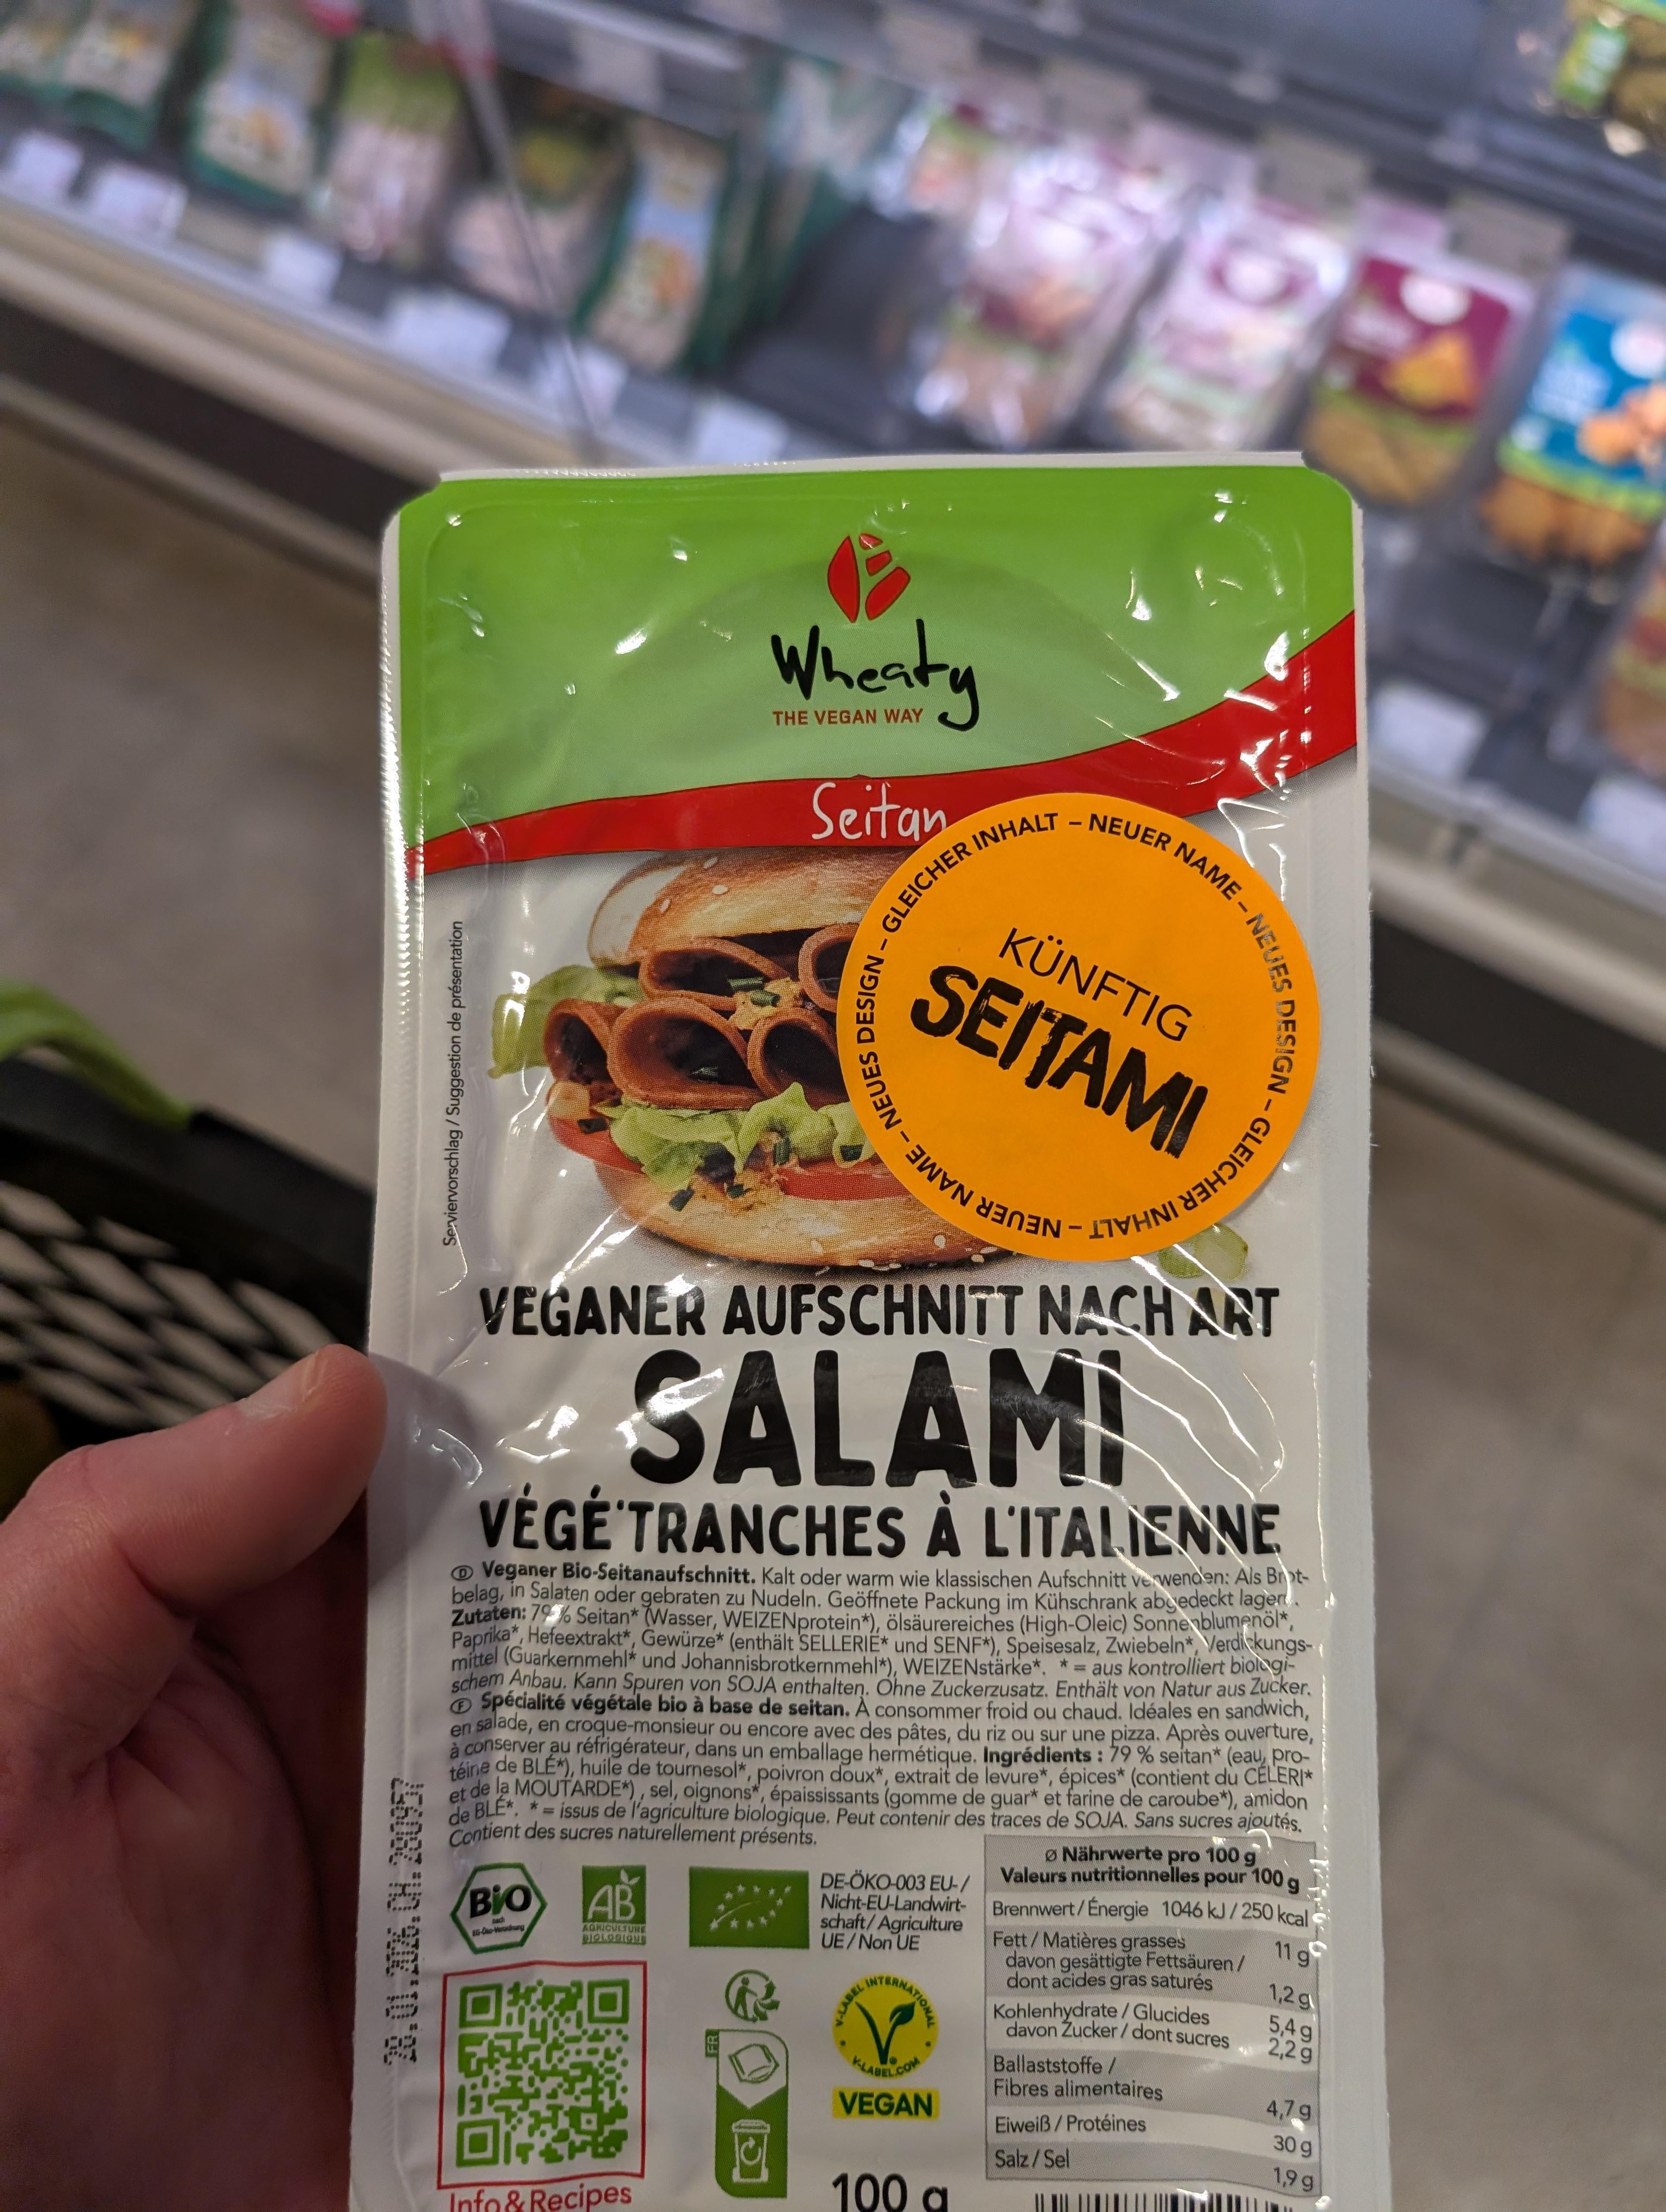 Wheaty
THE VEGAN WAY
Seitan
NEUES DESIGN – GLEICHER INHALT – NEUER NAME – NEUES DESIGN – GLEICHER INHALT – NEUER NAME –
KÜNFTIG
SEITAMI
Serviervorschlag / Suggestion de présentation
VEGANER AUFSCHNITT NACH ART
SALAMI
VÉGÉ'TRANCHES À L'ITALIENNE
D Veganer Bio-Seitanaufschnitt. Kalt oder warm wie klassischen Aufschnitt verwenden: Als Brot-
belag, in Salaten oder gebraten zu Nudeln. Geöffnete Packung im Kühlschrank abgedeckt lagern.
Zutaten: 79 % Seitan* (Wasser, WEIZENprotein*), ölsäurereiches (High-Oleic) Sonnenblumenöl*,
Paprika*, Hefeextrakt*, Gewürze* (enthält SELLERIE* und SENF*), Speisesalz, Zwiebeln*, Verdickungs-
mittel (Guarkernmehl* und Johannisbrotkernmehl*), WEIZENstärke*. * = aus kontrolliert biologi-
schem Anbau. Kann Spuren von SOJA enthalten. Ohne Zuckerzusatz. Enthält von Natur aus Zucker.
F Spécialité végétale bio à base de seitan. À consommer froid ou chaud. Idéales en sandwich,
en salade, en croque-monsieur ou encore avec des pâtes, du riz ou sur une pizza. Après ouverture,
à conserver au réfrigérateur, dans un emballage hermétique. Ingrédients : 79 % seitan* (eau, pro-
téine de BLÉ*), huile de tournesol*, poivron doux*, extrait de levure*, épices* (contient du CÉLERI*
et de la MOUTARDE*) , sel, oignons*, épaississants (gomme de guar* et farine de caroube*), amidon
de BLÉ*. * = issus de l'agriculture biologique. Peut contenir des traces de SOJA. Sans sucres ajoutés.
Contient des sucres naturellement présents.
28.01.2026 CH. 280957
Bio
nach
EG-Öko-Verordnung
AB
AGRICULTURE
BIOLOGIQUE
DE-ÖKO-003 EU- /
Nicht-EU-Landwirt-
schaft / Agriculture
UE / Non UE
ø Nährwerte pro 100 g
Valeurs nutritionnelles pour 100 g
Brennwert / Énergie 1046 kJ / 250 kcal
Fett / Matières grasses 11 g
davon gesättigte Fettsäuren /
dont acides gras saturés 1,2 g
Kohlenhydrate / Glucides 5,4 g
davon Zucker / dont sucres 2,2 g
Ballaststoffe /
Fibres alimentaires 4,7 g
Eiweiß / Protéines 30 g
Salz / Sel 1,9 g
FR
V-LABEL INTERNATIONAL
V-LABEL.COM
VEGAN
Info & Recipes
100 g